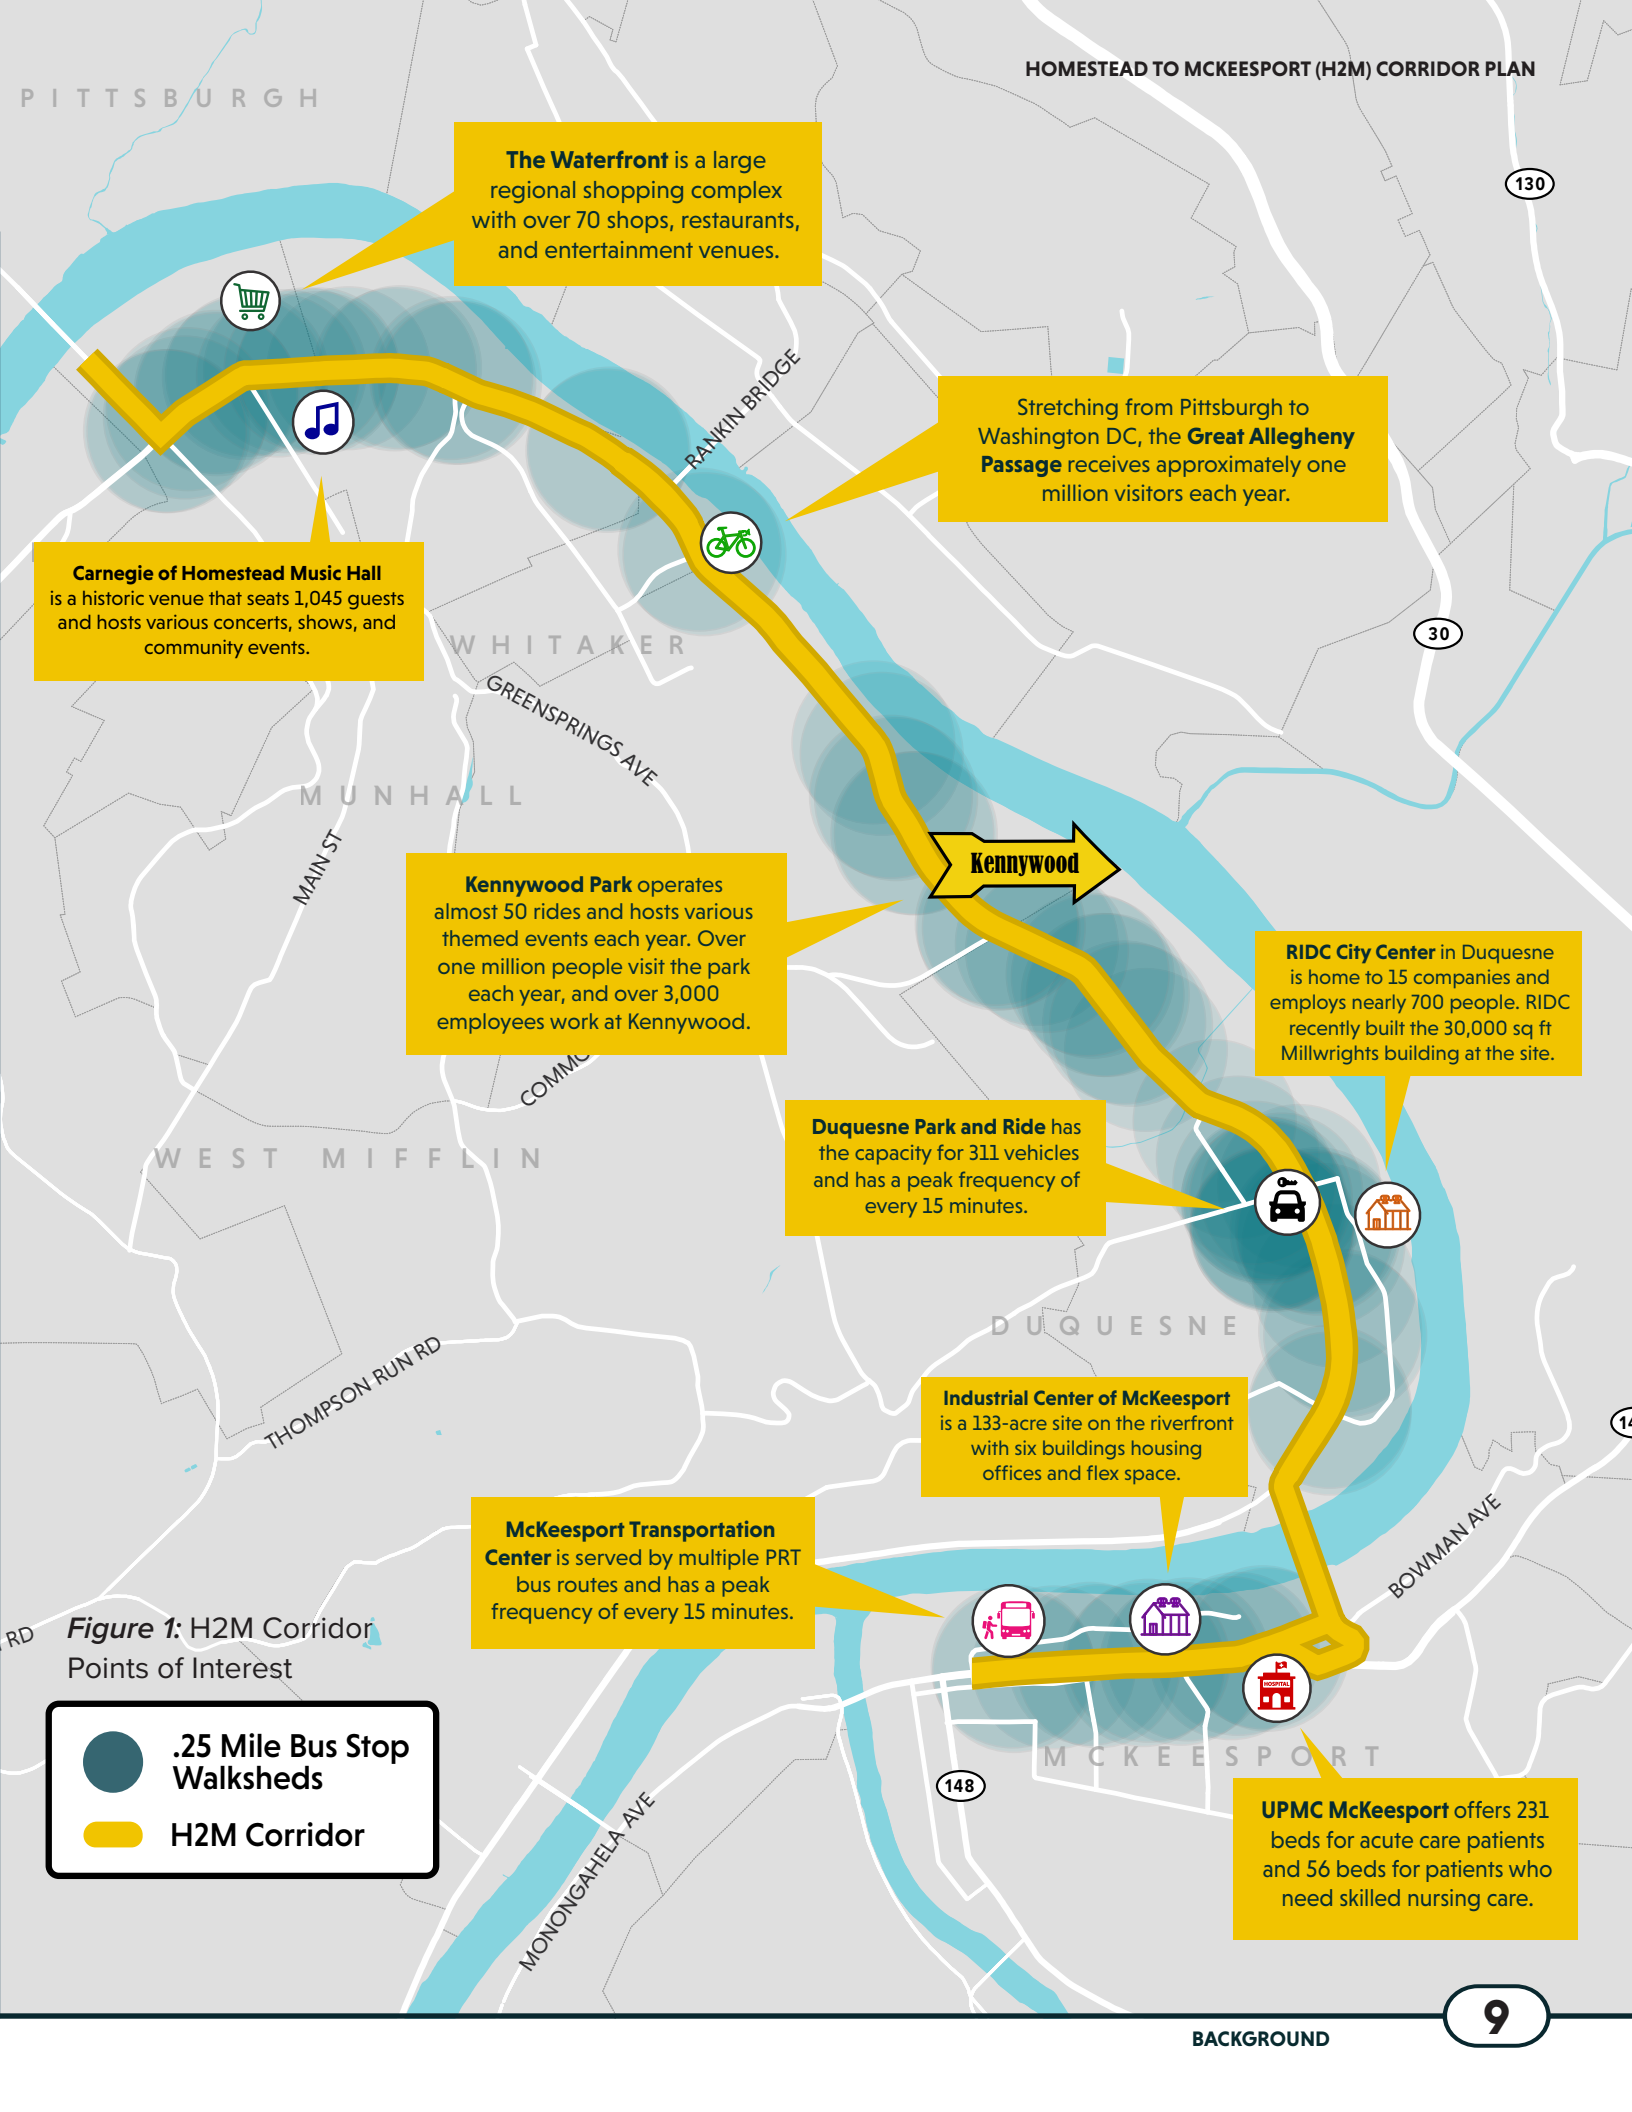 HOMESTEAD TO MCKEESPORT (H2M) CORRIDOR PLAN
PITTSBURGH
The Waterfront is a large
regional shopping complex
with over 70 shops, restaurants,
and entertainment venues.
130
RANKIN BRIDGE
Stretching from Pittsburgh to
Washington DC, the Great Allegheny
Passage receives approximately one
million visitors each year.
Carnegie of Homestead Music Hall
is a historic venue that seats 1,045 guests
and hosts various concerts, shows, and
community events.
30
WHITAKER
GREENSPRINGS AVE
MUNHALL
MAIN ST
Kennywood
Kennywood Park operates
almost 50 rides and hosts various
themed events each year. Over
one million people visit the park
each year, and over 3,000
employees work at Kennywood.
RIDC City Center in Duquesne
is home to 15 companies and
employs nearly 700 people. RIDC
recently built the 30,000 sq ft
Millwrights building at the site.
COMMO
Duquesne Park and Ride has
the capacity for 311 vehicles
and has a peak frequency of
every 15 minutes.
WEST MIFFLIN
DUQUESNE
THOMPSON RUN RD
Industrial Center of McKeesport
is a 133-acre site on the riverfront
with six buildings housing
offices and flex space.
14
McKeesport Transportation
Center is served by multiple PRT
bus routes and has a peak
frequency of every 15 minutes.
BOWMAN AVE
RD
HOSPITAL
MCKEESPORT
148
MONONGAHELA AVE
UPMC McKeesport offers 231
beds for acute care patients
and 56 beds for patients who
need skilled nursing care.
Figure 1: H2M Corridor
Points of Interest
.25 Mile Bus Stop
Walksheds
H2M Corridor
BACKGROUND
9